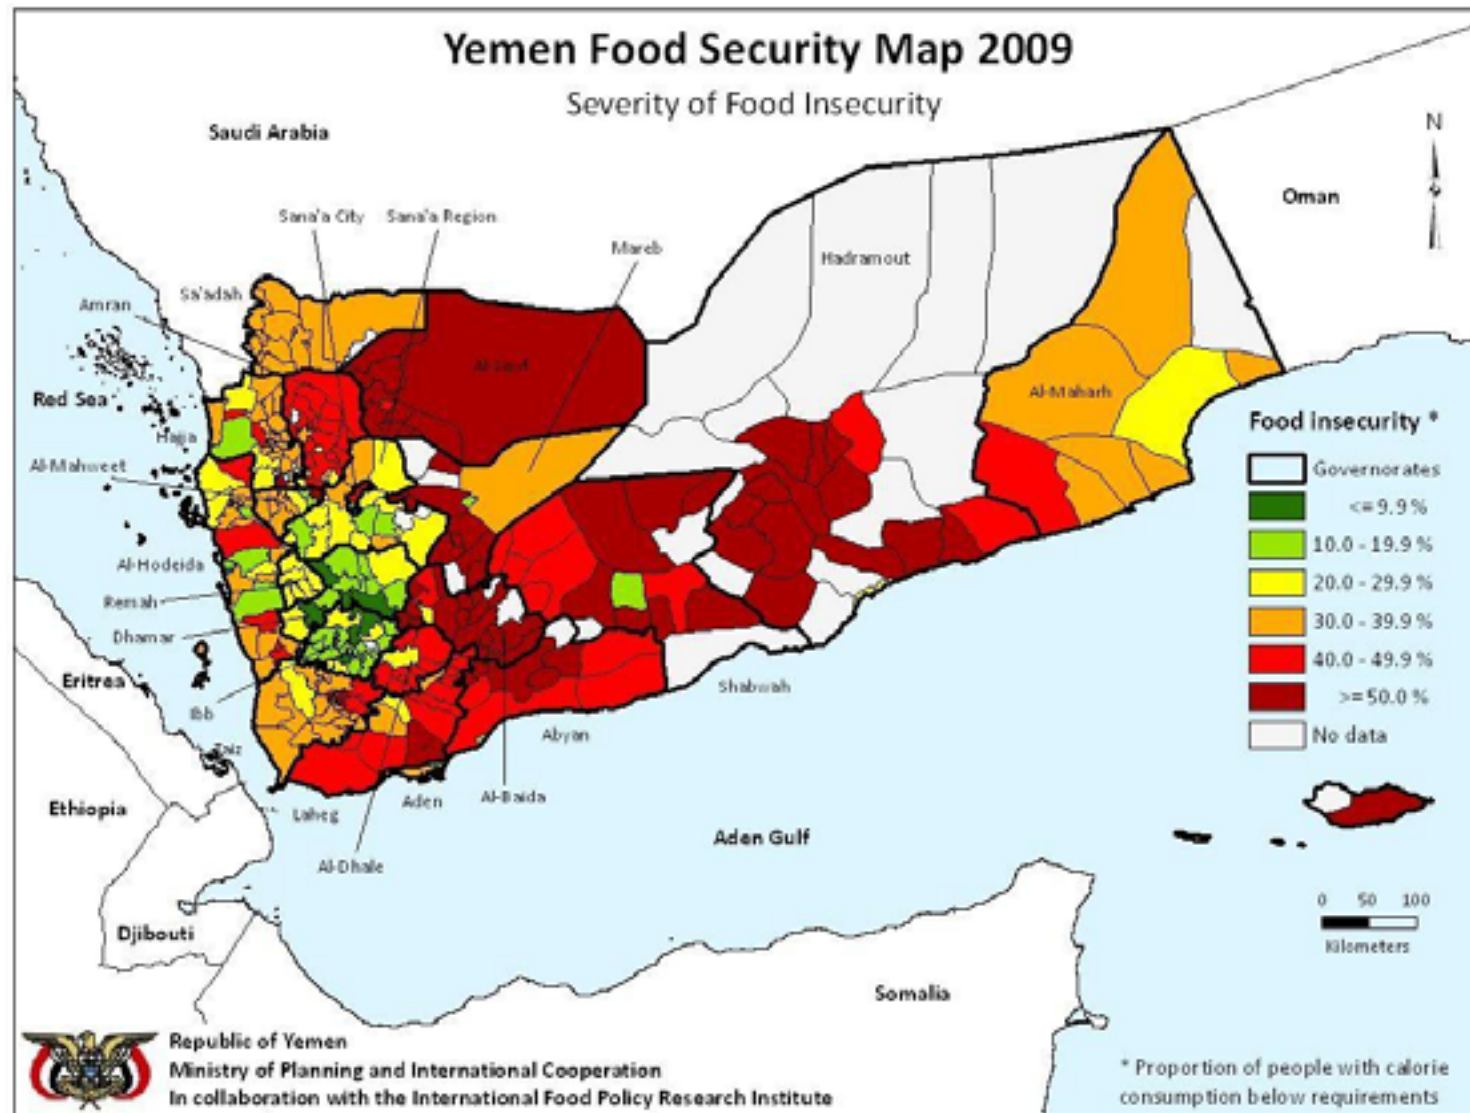 Yemen Food Security Map 2009
Severity of Food Insecurity
Saudi Arabia
N
Oman
Sana'a City
Sana'a Region
Mareb
Hadramout
Sa'adah
Amran
Al-Jawf
Al-Maharh
Red Sea
Hajja
Al-Mahweet
Al-Hodeida
Remah
Dhamar
Eritrea
Ibb
Taiz
Shabwah
Abyan
Al-Baida
Aden
Laheg
Al-Dhale
Ethiopia
Aden Gulf
Djibouti
Somalia
Food insecurity *
Governorates
<= 9.9 %
10.0 - 19.9 %
20.0 - 29.9 %
30.0 - 39.9 %
40.0 - 49.9 %
>= 50.0 %
No data
0 50 100
Kilometers
Republic of Yemen
Ministry of Planning and International Cooperation
In collaboration with the International Food Policy Research Institute
* Proportion of people with calorie
consumption below requirements